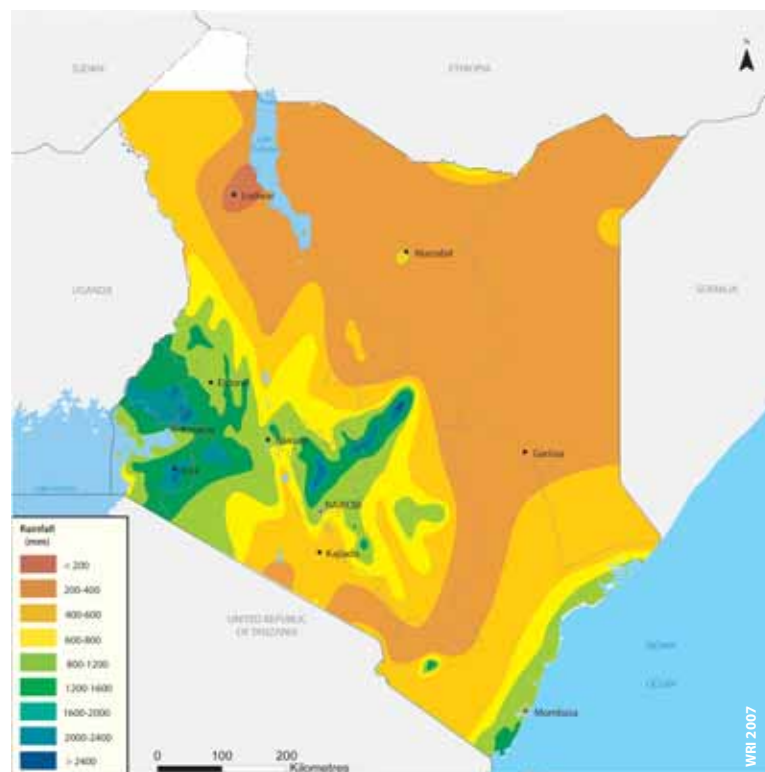 N
SUDAN
ETHIOPIA
Lodwar
Marsabit
UGANDA
SOMALIA
Eldoret
Kisumu
Nakuru
Garissa
Kisii
NAIROBI
Kajiado
Rainfall
(mm)
< 200
200-400
400-600
600-800
800-1200
1200-1600
1600-2000
2000-2400
> 2400
UNITED REPUBLIC
OF TANZANIA
INDIAN
OCEAN
Mombasa
0 100 200
Kilometres
WRI 2007